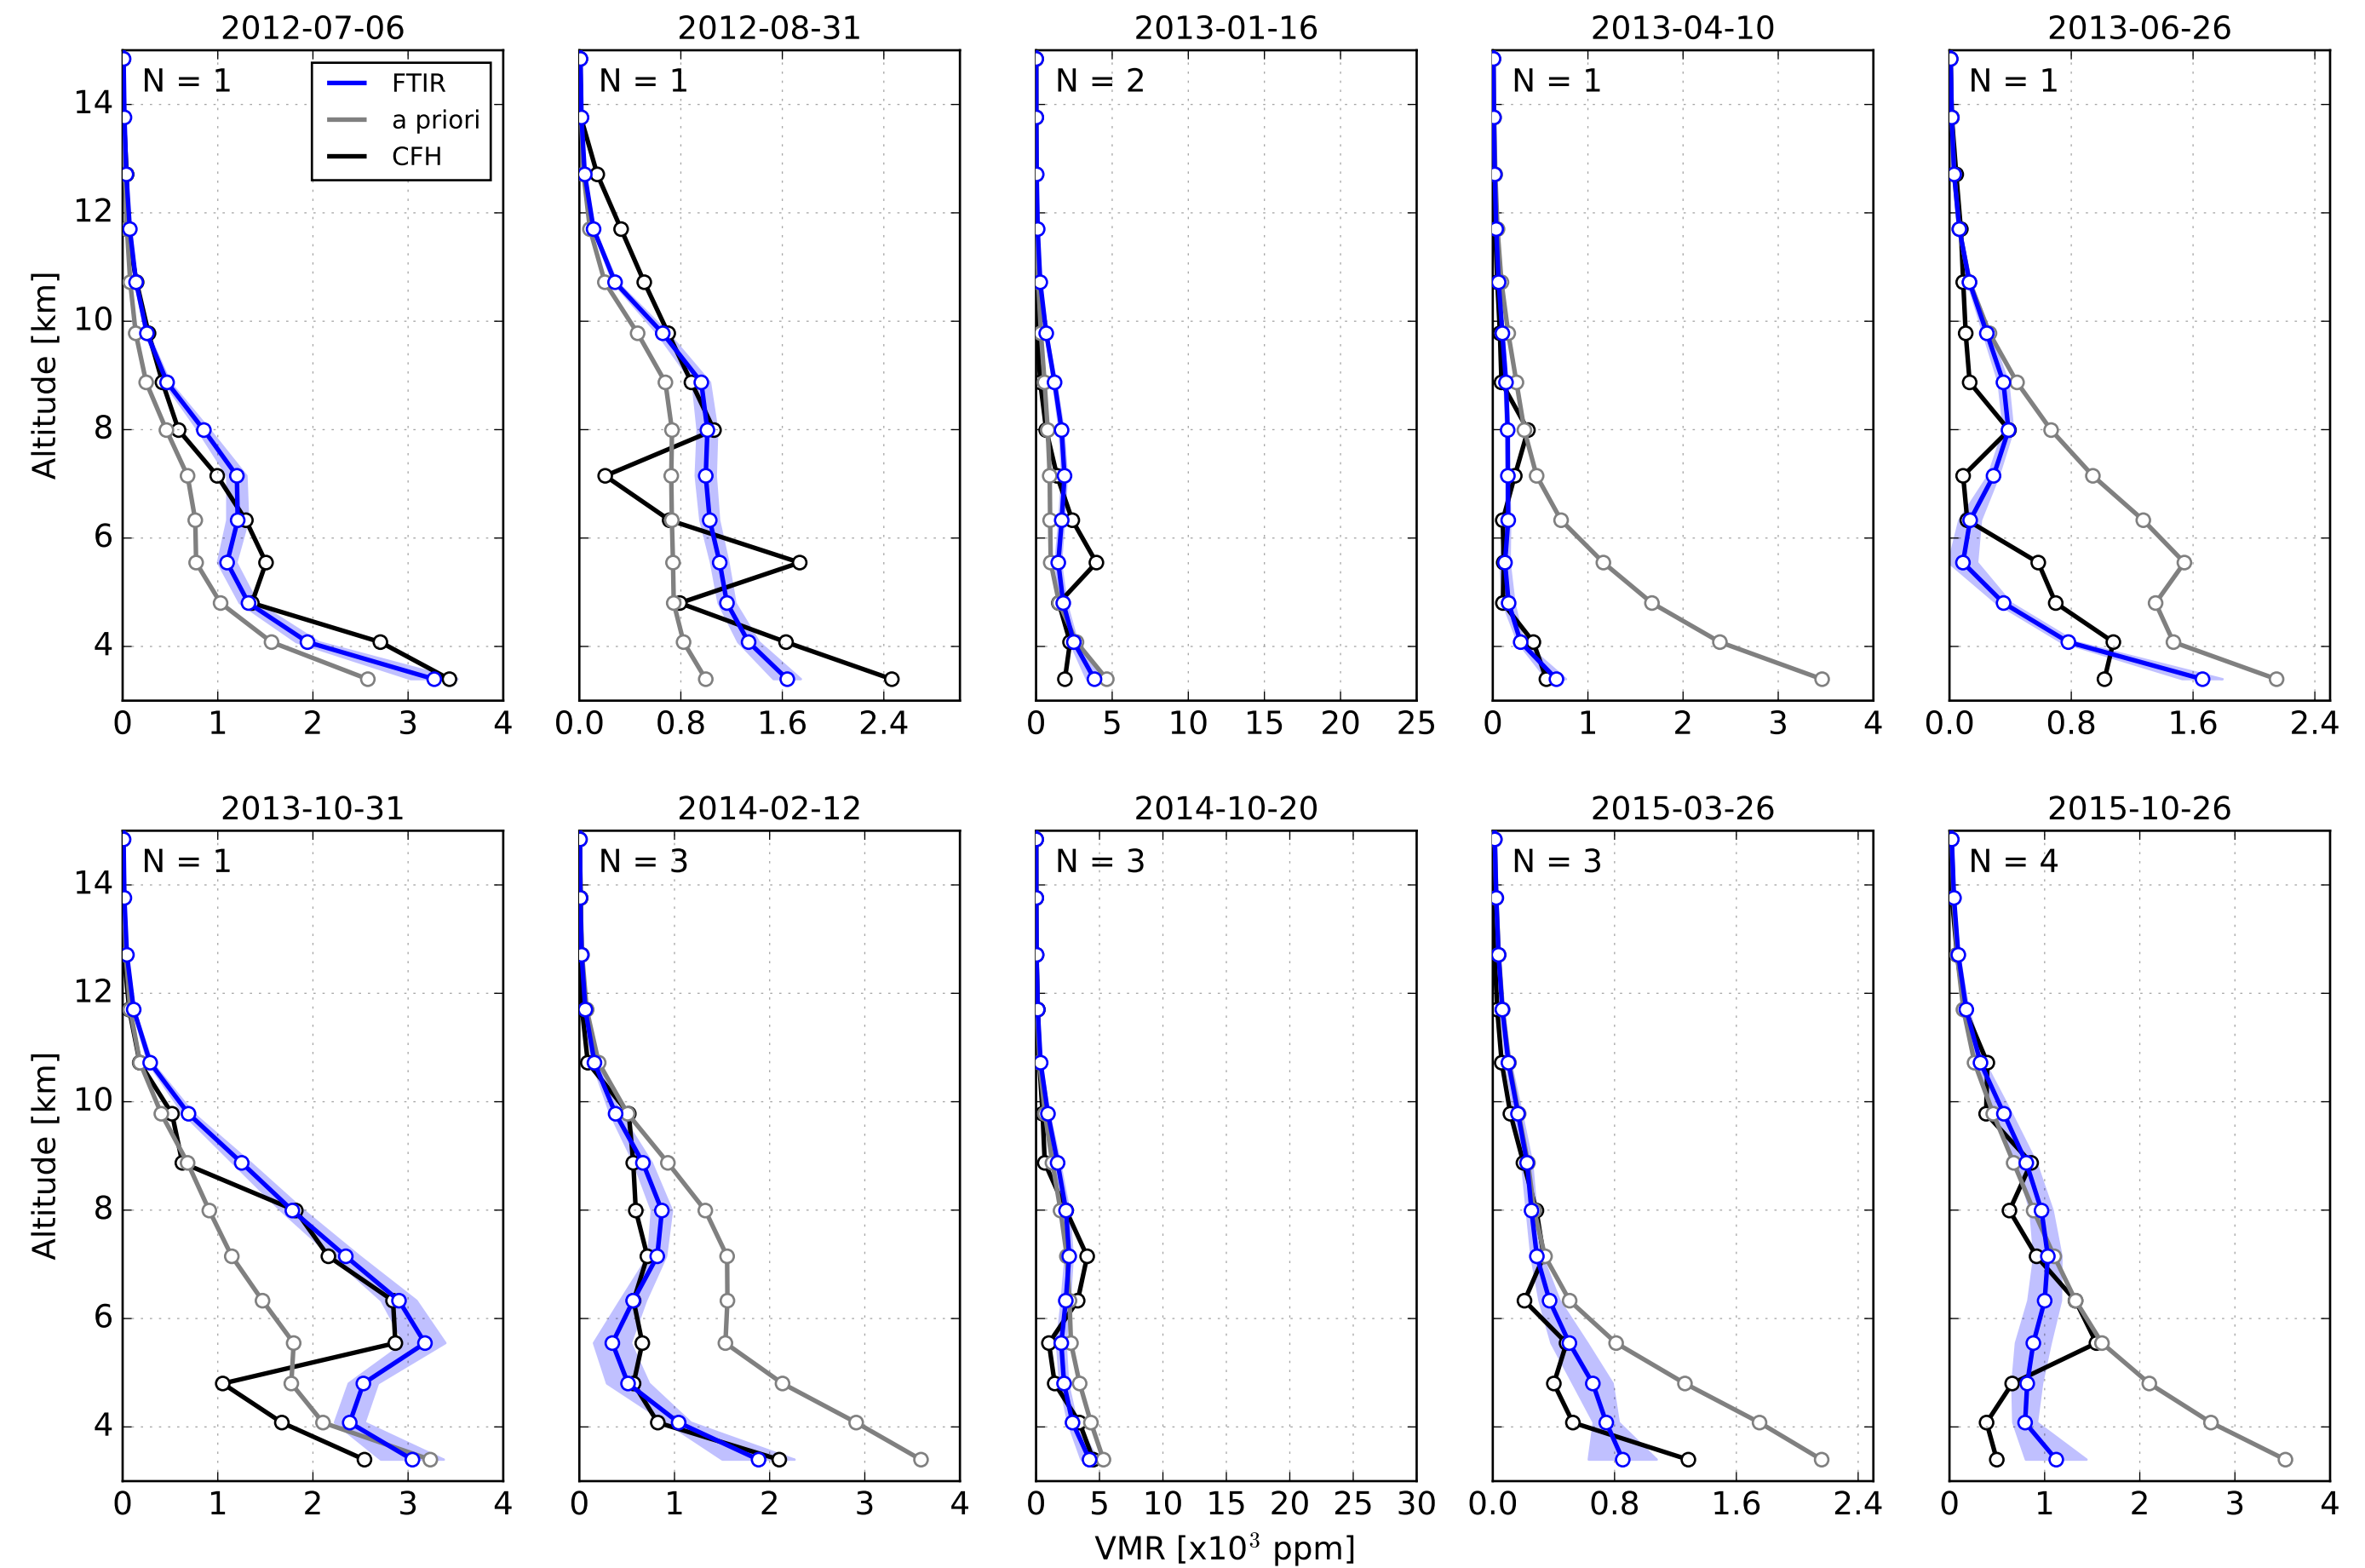 2012-07-06
2012-08-31
2013-01-16
2013-04-10
2013-06-26
N = 1
FTIR
a priori
CFH
N = 1
N = 2
N = 1
N = 1
Altitude [km]
14
12
10
8
6
4
0 1 2 3 4
0.0 0.8 1.6 2.4
0 5 10 15 20 25
0 1 2 3 4
0.0 0.8 1.6 2.4
2013-10-31
2014-02-12
2014-10-20
2015-03-26
2015-10-26
N = 1
N = 3
N = 3
N = 3
N = 4
Altitude [km]
14
12
10
8
6
4
0 1 2 3 4
0 1 2 3 4
0 5 10 15 20 25 30
0.0 0.8 1.6 2.4
0 1 2 3 4
VMR [x10³ ppm]